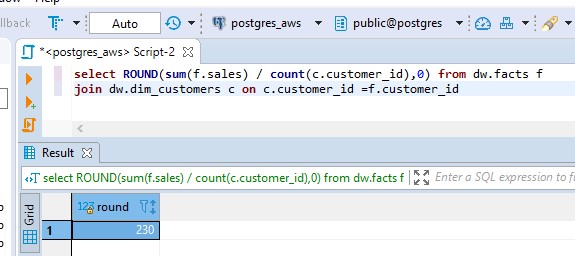 llback
Auto
postgres_aws
public@postgres
*<postgres_aws> Script-2
select ROUND(sum(f.sales) / count(c.customer_id),0) from dw.facts f
join dw.dim_customers c on c.customer_id =f.customer_id
Result
select ROUND(sum(f.sales) / count(c.customer_id),0) from dw.facts f
Enter a SQL expression to fi
Grid
123 round
1
230